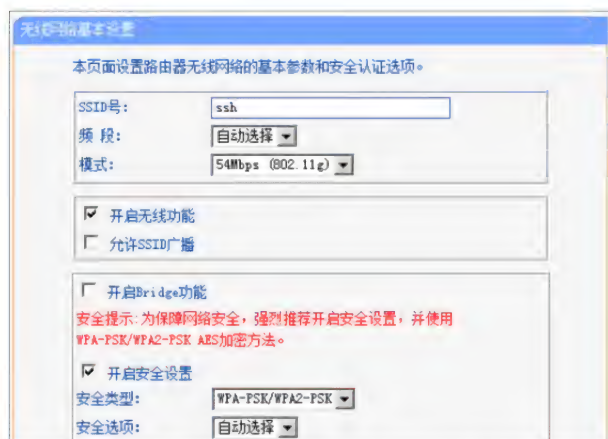 无线网络基本设置
本页面设置路由器无线网络的基本参数和安全认证选项。
SSID号: ssh
频 段: 自动选择
模式: 54Mbps (802.11g)
开启无线功能
允许SSID广播
开启Bridge功能
安全提示:为保障网络安全,强烈推荐开启安全设置,并使用
WPA-PSK/WPA2-PSK AES加密方法。
开启安全设置
安全类型: WPA-PSK/WPA2-PSK
安全选项: 自动选择